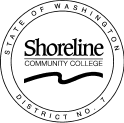 STATE OF WASHINGTON
Shoreline
COMMUNITY COLLEGE
DISTRICT NO. 7